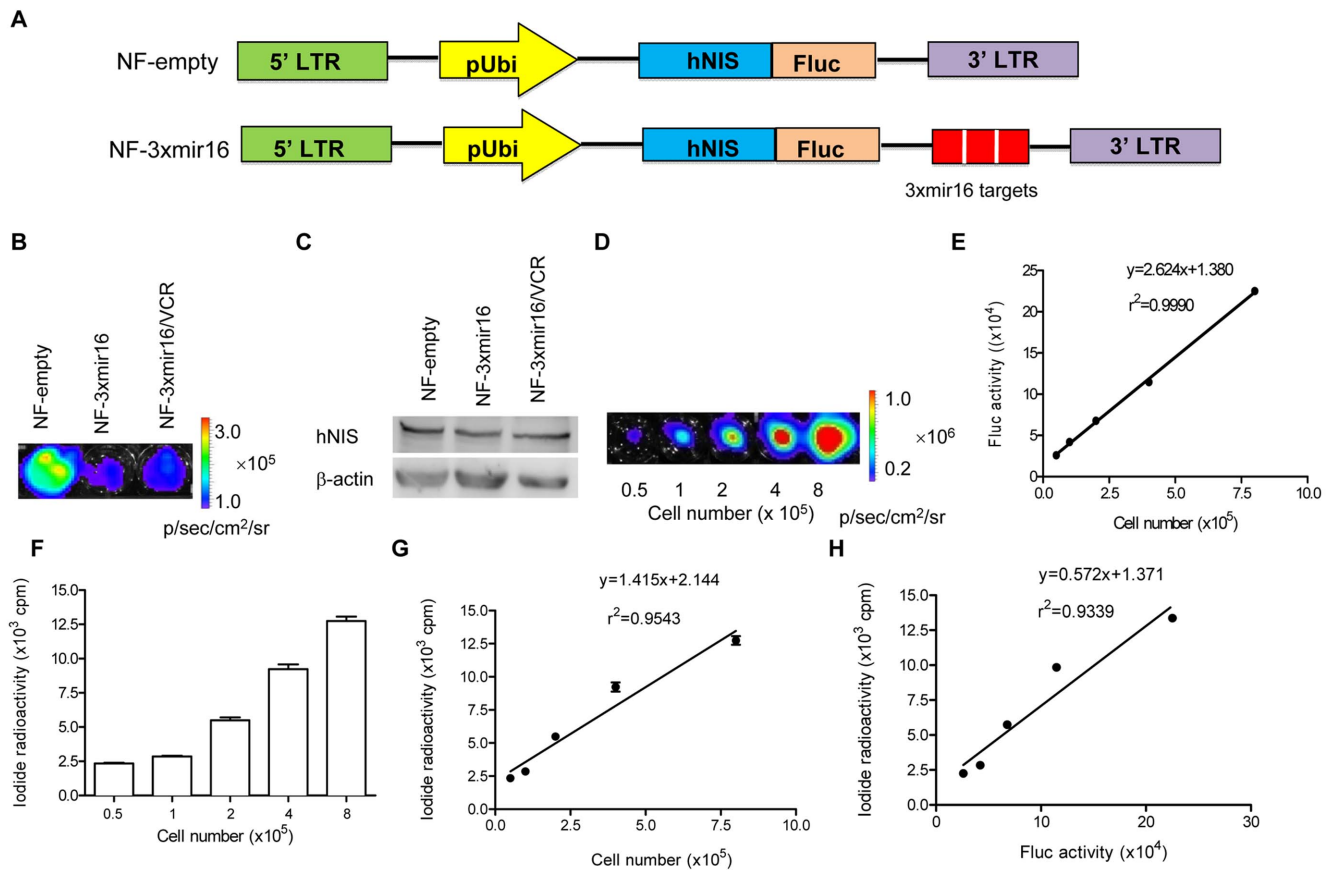 A
NF-empty
5' LTR
pUbi
hNIS
Fluc
3' LTR
NF-3xmir16
5' LTR
pUbi
hNIS
Fluc
3' LTR
3xmir16 targets
B
NF-empty
NF-3xmir16
NF-3xmir16/VCR
3.0
×10⁵
1.0
p/sec/cm²/sr
C
NF-empty
NF-3xmir16
NF-3xmir16/VCR
hNIS
β-actin
D
1.0
×10⁶
0.2
0.5 1 2 4 8
Cell number (x 10⁵)
p/sec/cm²/sr
E
y=2.624x+1.380
r²=0.9990
Fluc activity ((x10⁴)
25
20
15
10
5
0
0.0 2.5 5.0 7.5 10.0
Cell number (x10⁵)
F
Iodide radioactivity (x10³ cpm)
15.0
12.5
10.0
7.5
5.0
2.5
0.0
0.5 1 2 4 8
Cell number (x10⁵)
G
y=1.415x+2.144
r²=0.9543
Iodide radioactivity (x10³ cpm)
15.0
12.5
10.0
7.5
5.0
2.5
0.0
0.0 2.5 5.0 7.5 10.0
Cell number (x10⁵)
H
y=0.572x+1.371
r²=0.9339
Iodide radioactivity (x10³ cpm)
15.0
12.5
10.0
7.5
5.0
2.5
0.0
0 10 20 30
Fluc activity (x10⁴)